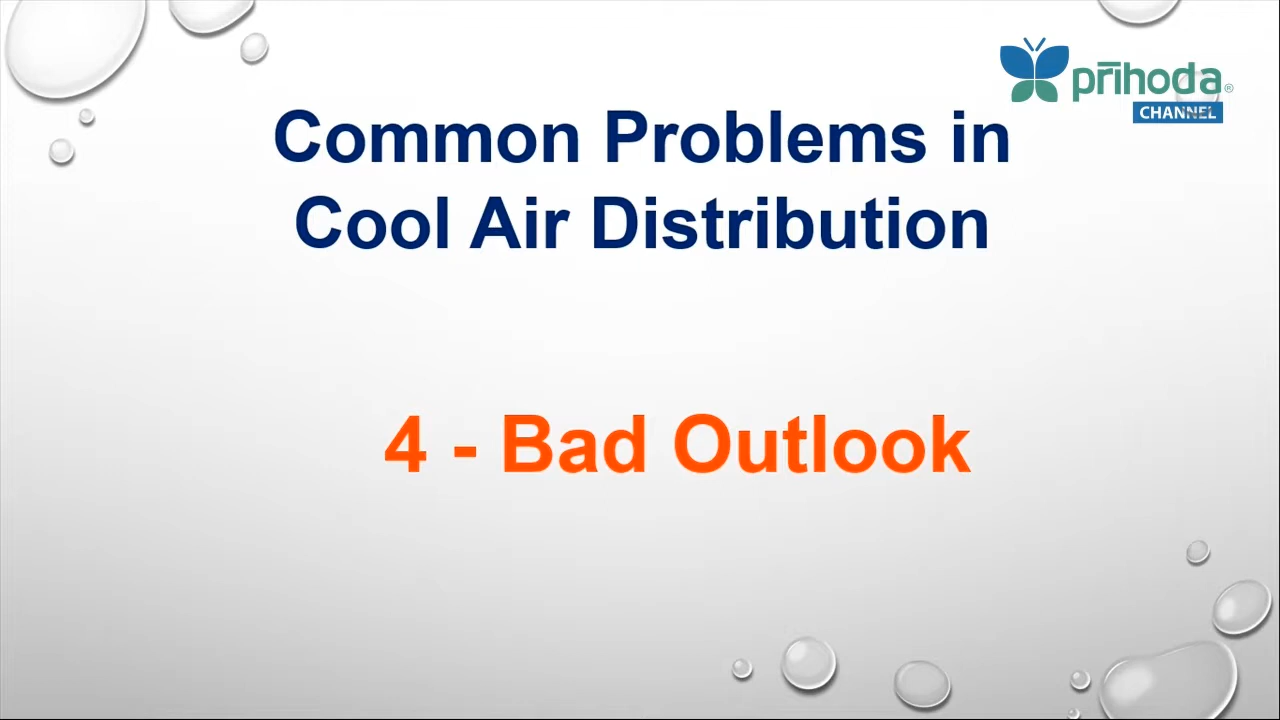 prihoda®
CHANNEL
Common Problems in
Cool Air Distribution
4 - Bad Outlook